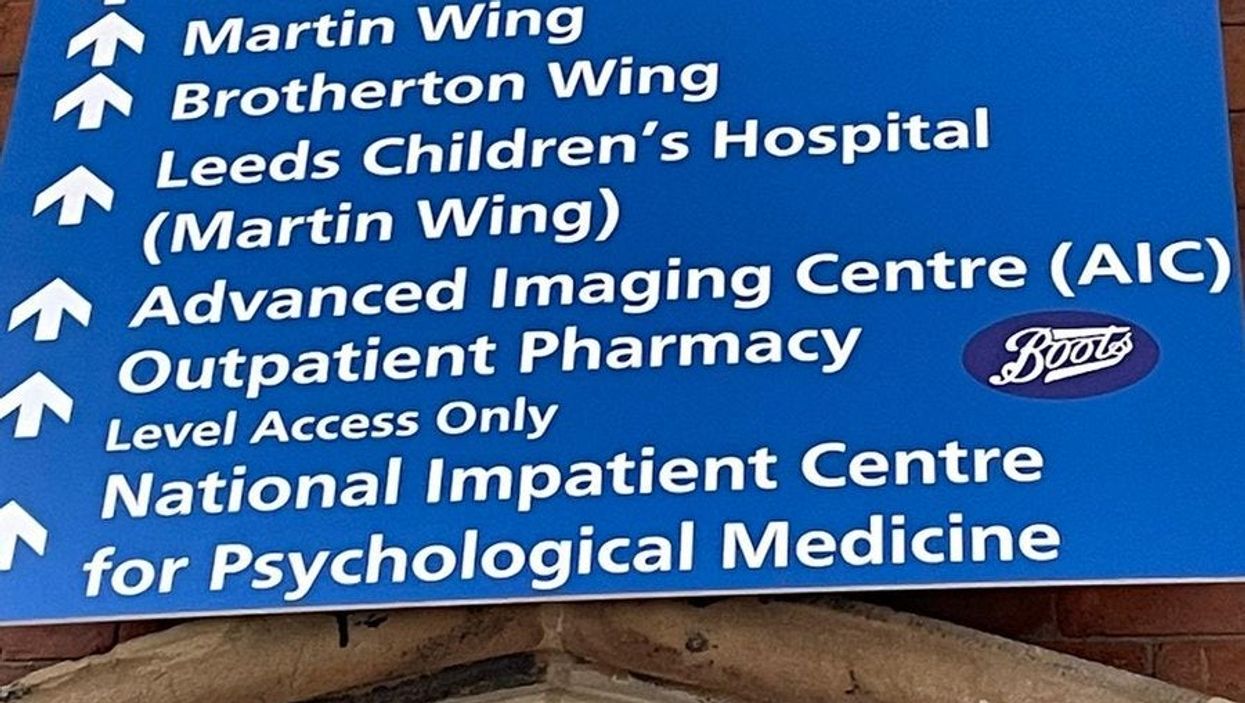 Martin Wing
Brotherton Wing
Leeds Children's Hospital
(Martin Wing)
Advanced Imaging Centre (AIC)
Outpatient Pharmacy
Boots
Level Access Only
National Impatient Centre
for Psychological Medicine